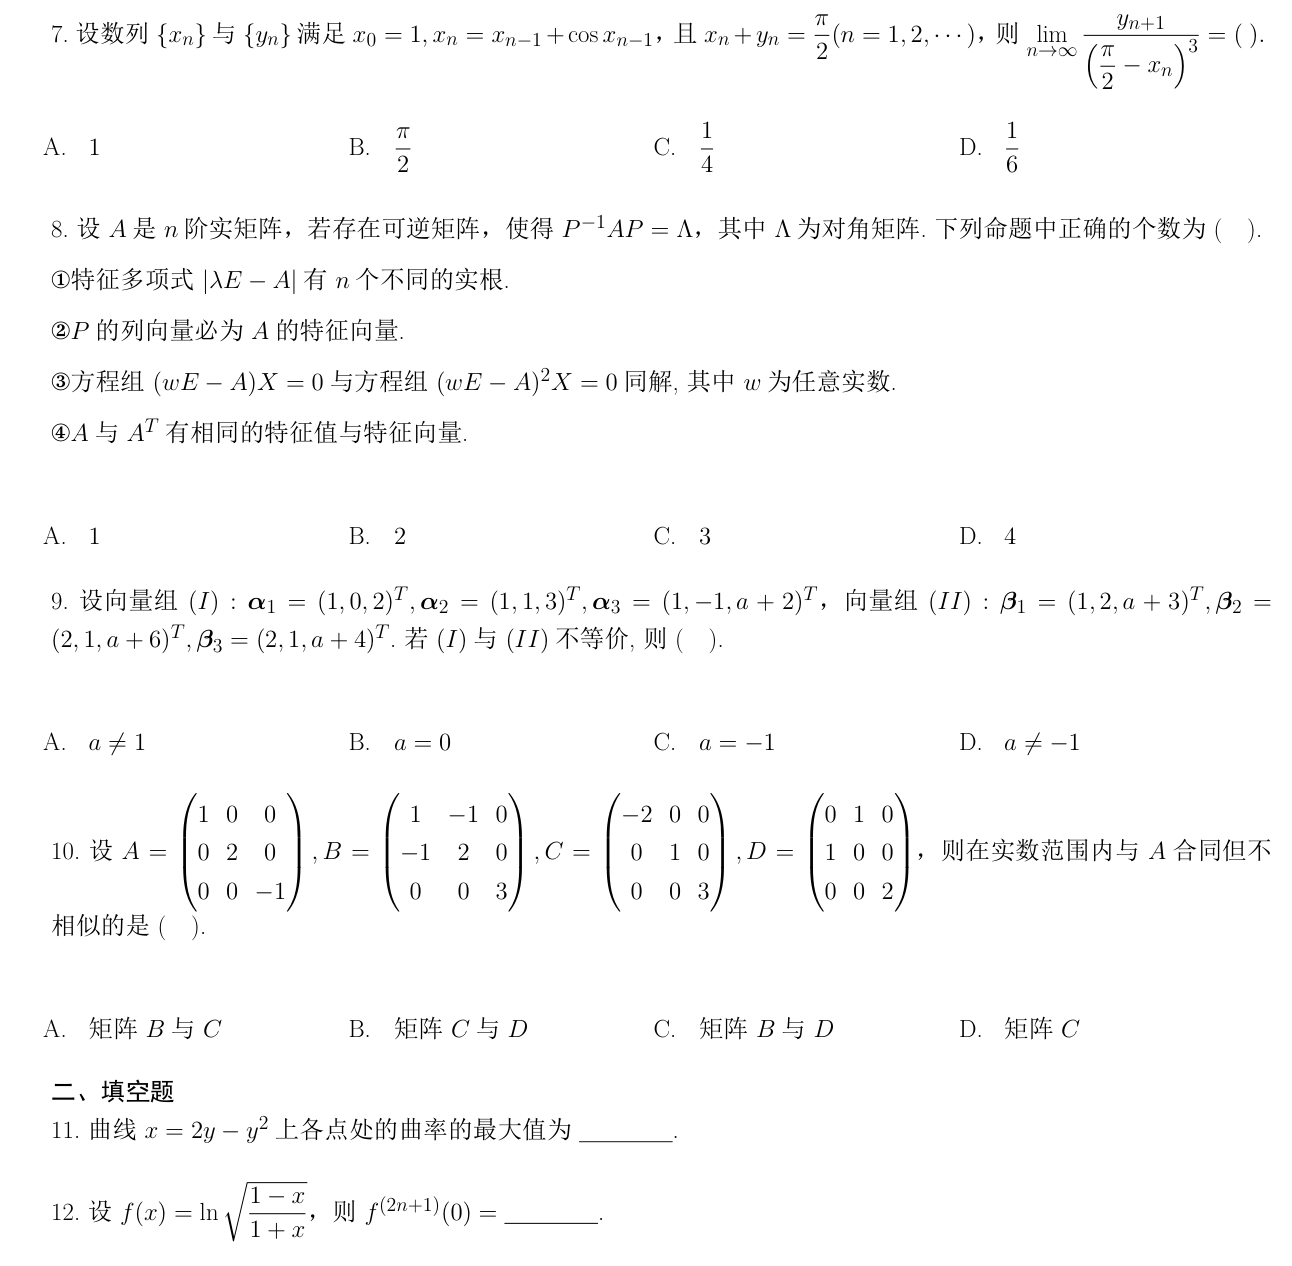 7. 设数列 {xₙ} 与 {yₙ} 满足 x₀ = 1, xₙ = xₙ₋₁ + cos xₙ₋₁，且 xₙ + yₙ = π/2 (n = 1, 2, ⋯)，则 lim_{n→∞} yₙ₊₁ / (π/2 − xₙ)³ = ( ).
A. 1 B. π/2 C. 1/4 D. 1/6
8. 设 A 是 n 阶实矩阵，若存在可逆矩阵，使得 P⁻¹AP = Λ，其中 Λ 为对角矩阵. 下列命题中正确的个数为 ( ).
①特征多项式 |λE − A| 有 n 个不同的实根.
②P 的列向量必为 A 的特征向量.
③方程组 (wE − A)X = 0 与方程组 (wE − A)²X = 0 同解, 其中 w 为任意实数.
④A 与 Aᵀ 有相同的特征值与特征向量.
A. 1 B. 2 C. 3 D. 4
9. 设向量组 (I) : α₁ = (1, 0, 2)ᵀ, α₂ = (1, 1, 3)ᵀ, α₃ = (1, −1, a + 2)ᵀ，向量组 (II) : β₁ = (1, 2, a + 3)ᵀ, β₂ =
(2, 1, a + 6)ᵀ, β₃ = (2, 1, a + 4)ᵀ. 若 (I) 与 (II) 不等价, 则 ( ).
A. a ≠ 1 B. a = 0 C. a = −1 D. a ≠ −1
10. 设 A = (1 0 0; 0 2 0; 0 0 −1), B = (1 −1 0; −1 2 0; 0 0 3), C = (−2 0 0; 0 1 0; 0 0 3), D = (0 1 0; 1 0 0; 0 0 2)，则在实数范围内与 A 合同但不
相似的是 ( ).
A. 矩阵 B 与 C B. 矩阵 C 与 D C. 矩阵 B 与 D D. 矩阵 C
二、填空题
11. 曲线 x = 2y − y² 上各点处的曲率的最大值为 ________.
12. 设 f(x) = ln √((1 − x)/(1 + x))，则 f⁽²ⁿ⁺¹⁾(0) = ________.